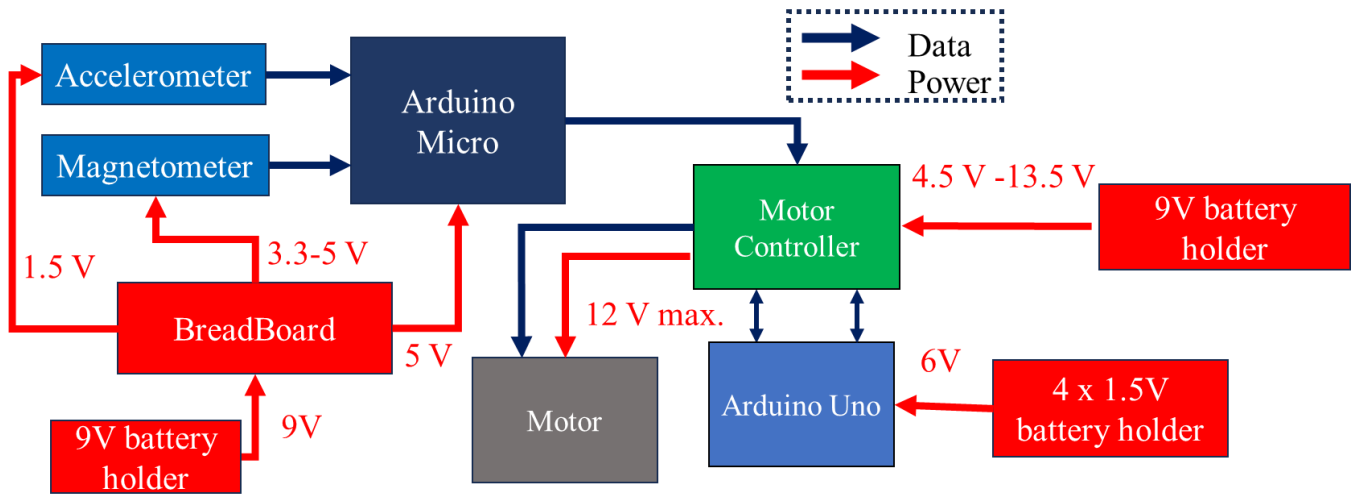 Data
Power
Accelerometer
Arduino
Micro
Magnetometer
4.5 V -13.5 V
Motor
Controller
9V battery
holder
1.5 V
3.3-5 V
BreadBoard
5 V
12 V max.
9V
9V battery
holder
Motor
Arduino Uno
6V
4 x 1.5V
battery holder